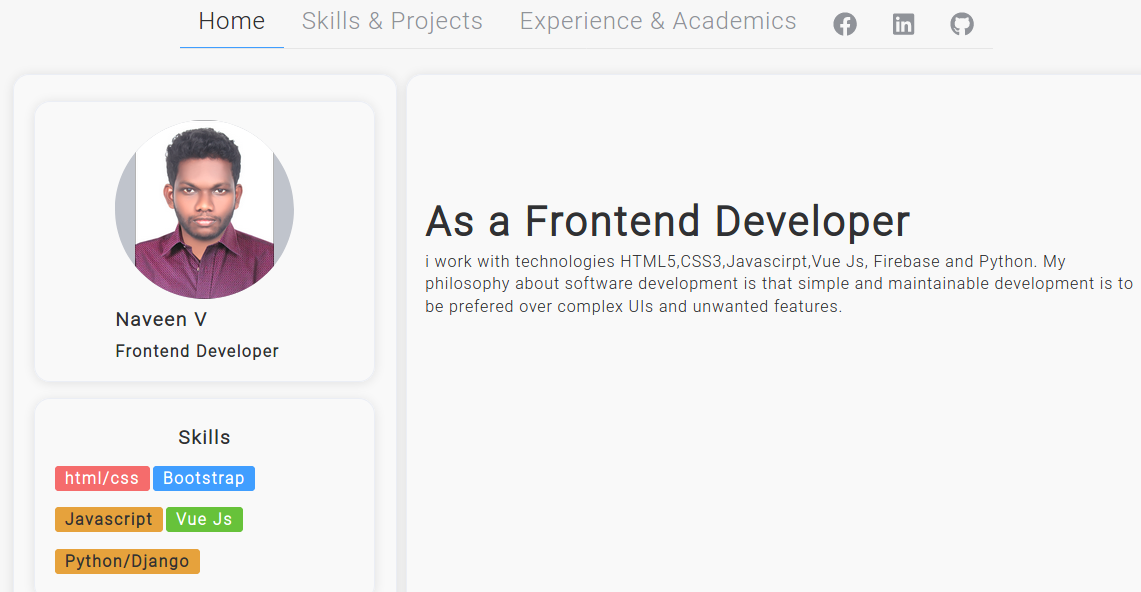 Home Skills & Projects Experience & Academics
Naveen V
Frontend Developer
Skills
html/css Bootstrap
Javascript Vue Js
Python/Django
As a Frontend Developer
i work with technologies HTML5,CSS3,Javascirpt,Vue Js, Firebase and Python. My
philosophy about software development is that simple and maintainable development is to
be prefered over complex UIs and unwanted features.